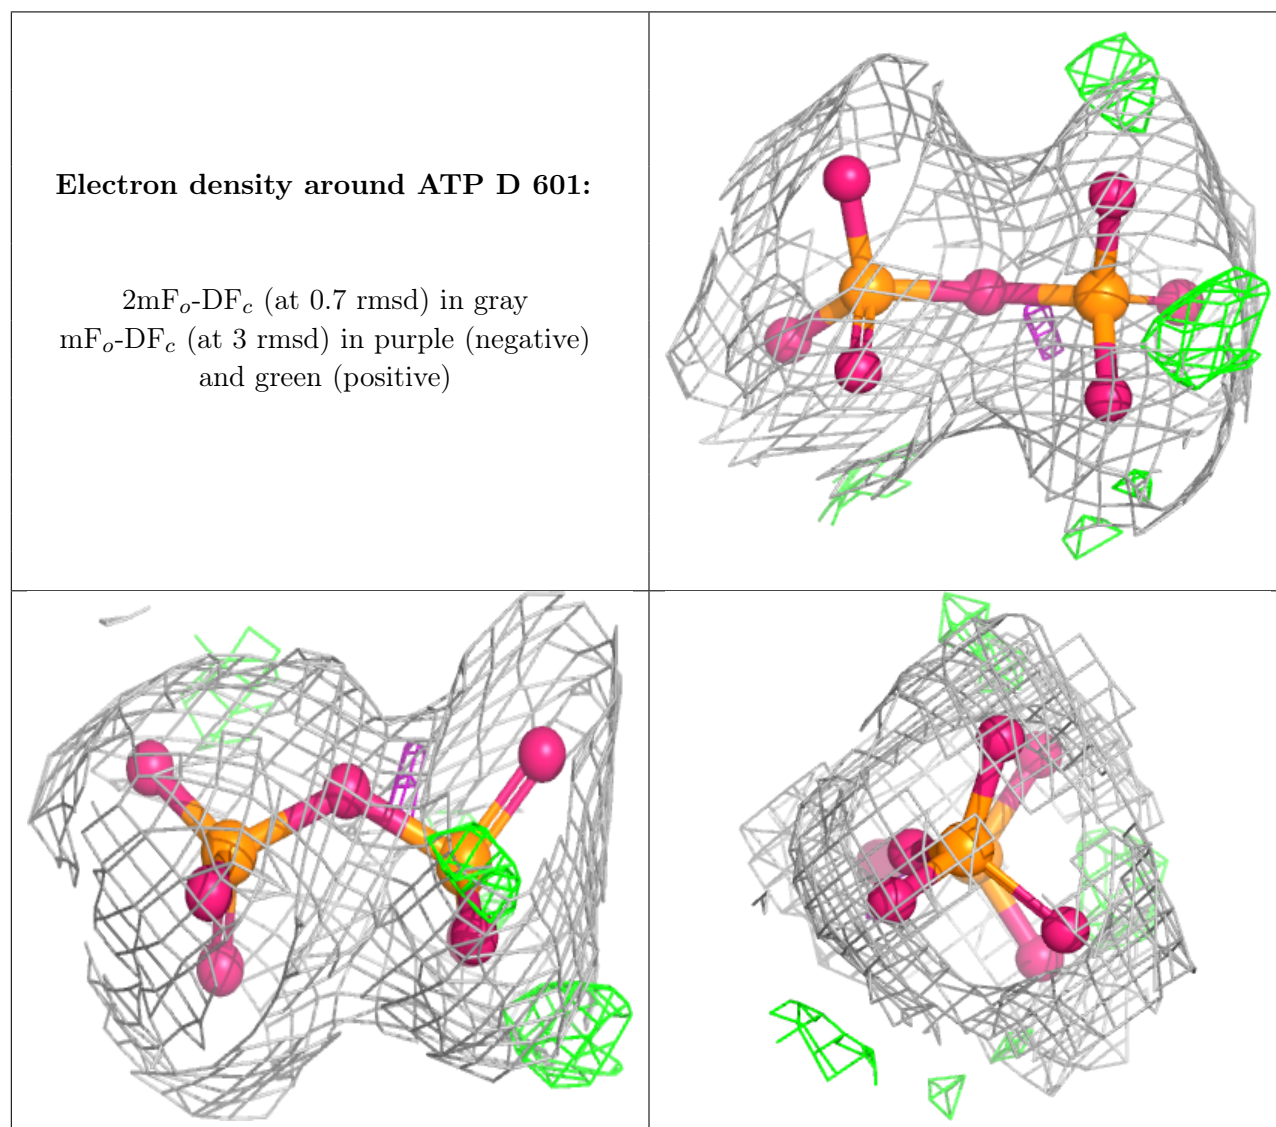 Electron density around ATP D 601:
2mFo-DFc (at 0.7 rmsd) in gray
mFo-DFc (at 3 rmsd) in purple (negative)
and green (positive)